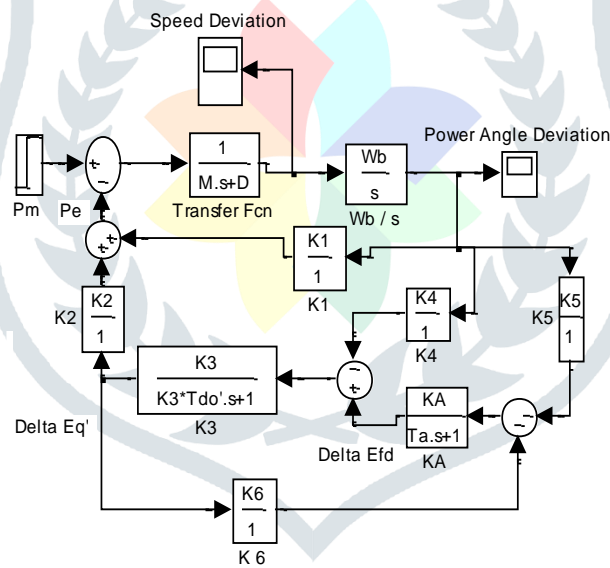 Speed Deviation
Power Angle Deviation
Pm
Pe
+
−
1
M.s+D
Transfer Fcn
Wb
s
Wb / s
+
+
K1
1
K1
K2
1
K2
K4
1
K4
K5
1
K5
K3
K3*Tdo'.s+1
K3
−
+
KA
Ta.s+1
KA
−
−
Delta Eq'
Delta Efd
K6
1
K 6